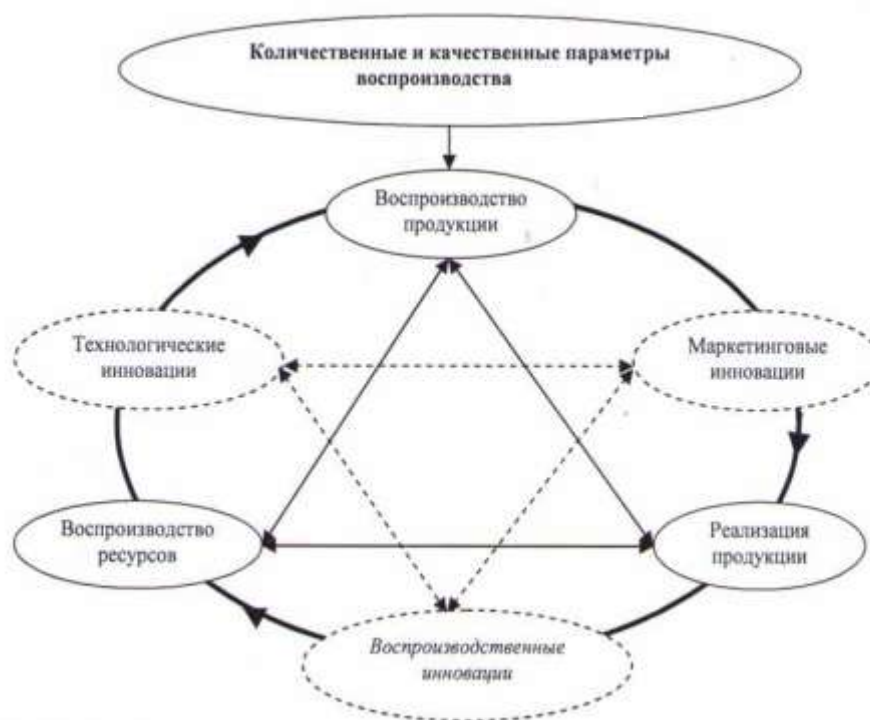 Количественные и качественные параметры
воспроизводства
Воспроизводство
продукции
Технологические
инновации
Маркетинговые
инновации
Воспроизводство
ресурсов
Реализация
продукции
Воспроизводственные
инновации